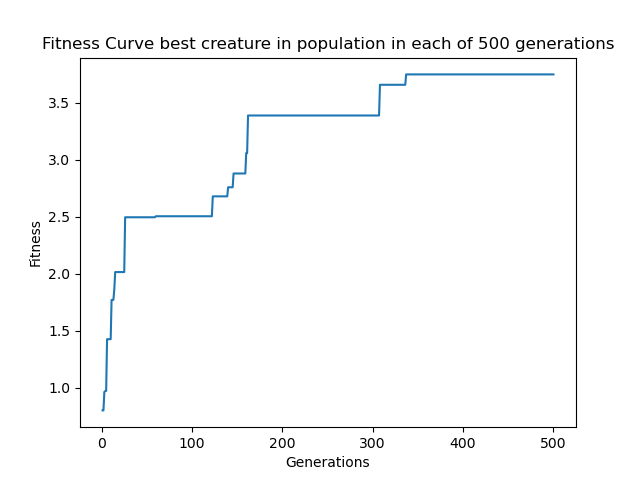 Fitness Curve best creature in population in each of 500 generations
3.5
3.0
2.5
2.0
1.5
1.0
Fitness
0 100 200 300 400 500
Generations